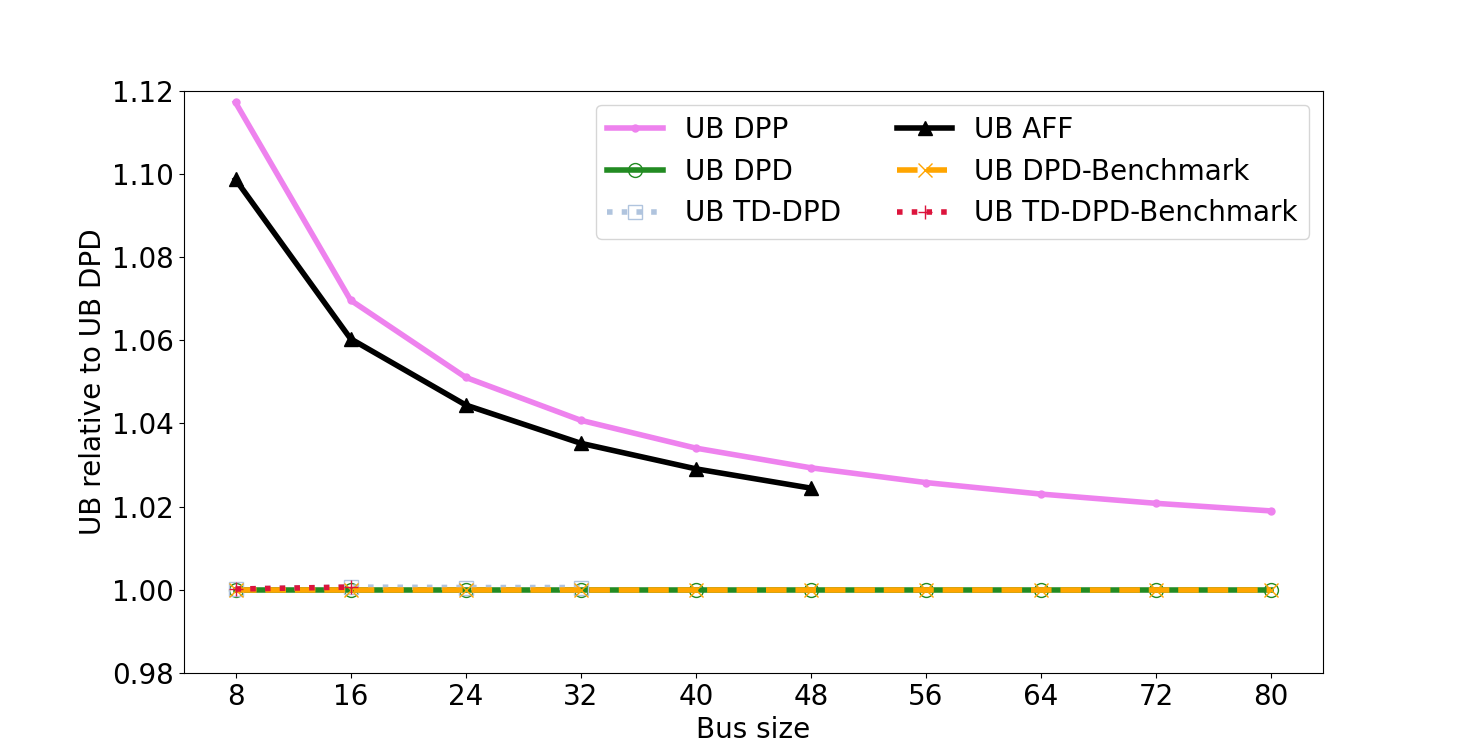 1.12
1.10
1.08
1.06
1.04
1.02
1.00
0.98
UB relative to UB DPD
UB DPP
UB DPD
UB TD-DPD
UB AFF
UB DPD-Benchmark
UB TD-DPD-Benchmark
8 16 24 32 40 48 56 64 72 80
Bus size